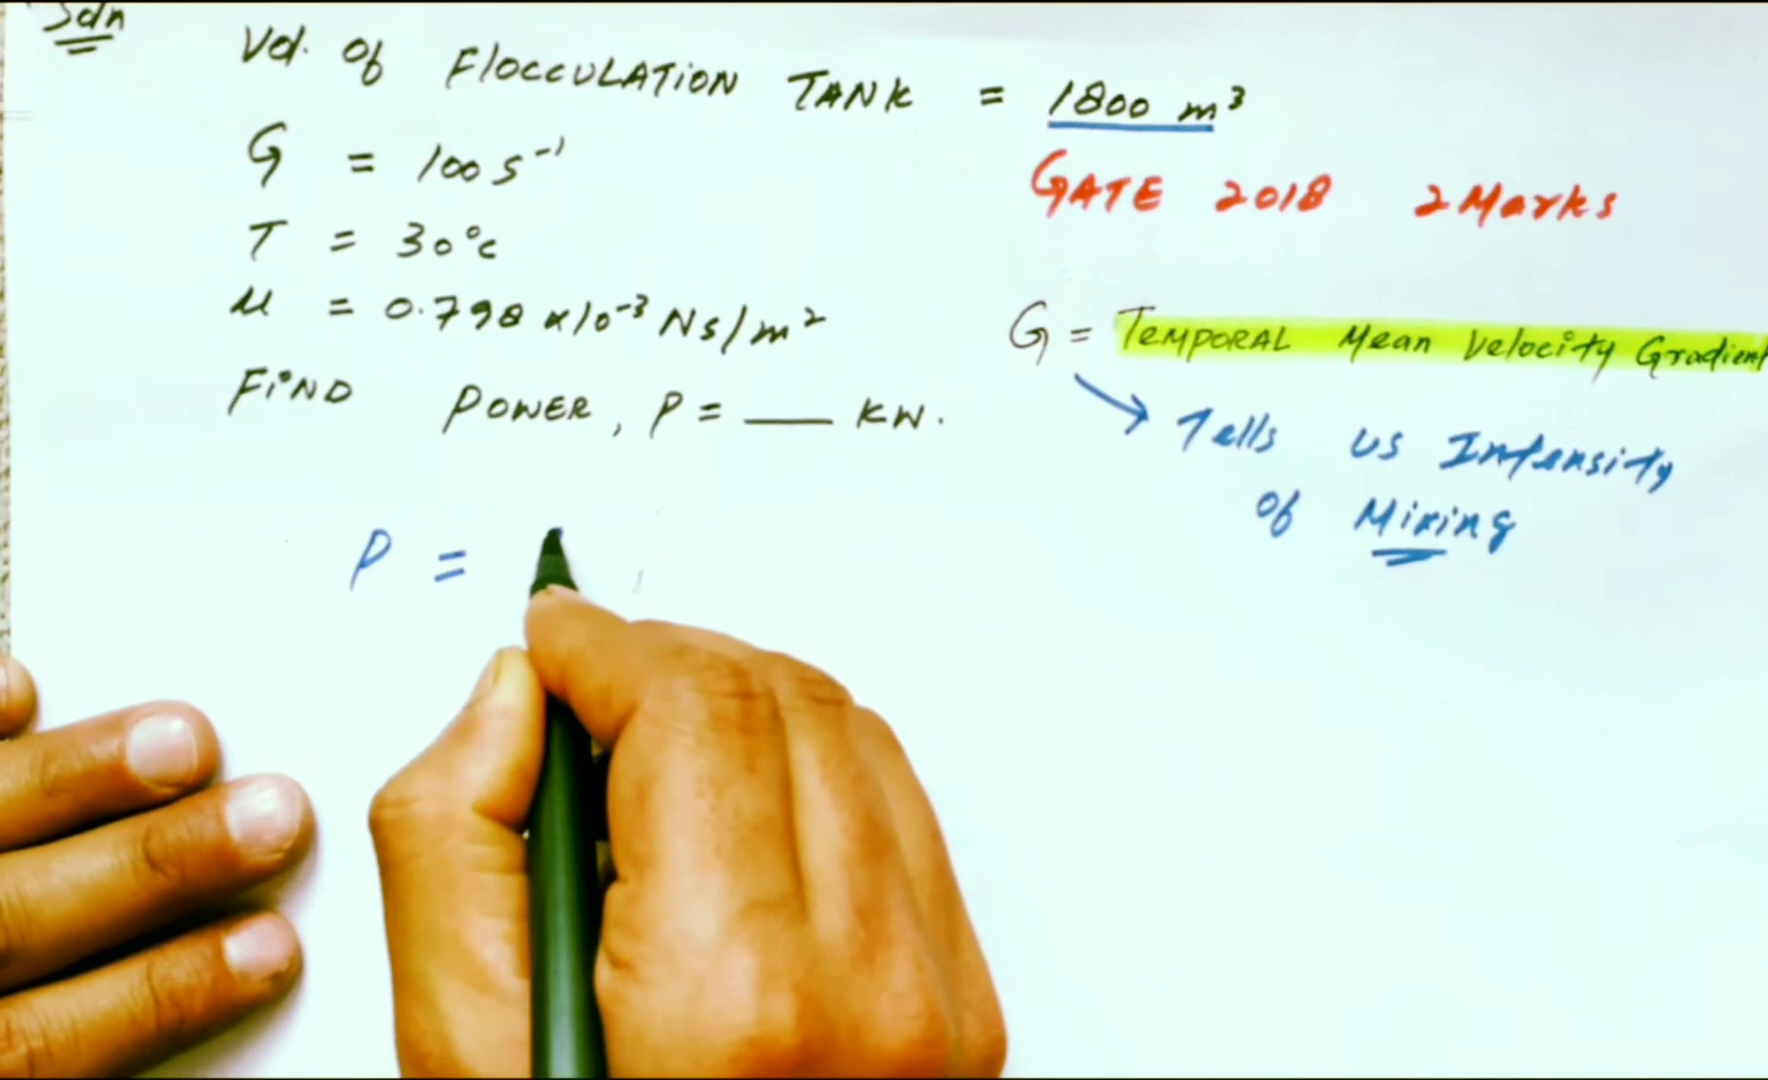 Soln
Vol. of FlOCCULATION TANK = 1800 m³
G = 100 s⁻¹
GATE 2018 2 Marks
T = 30°c
μ = 0.798 ×10⁻³ Ns/m²
G = TEMPORAL Mean Velocity Gradient
FIND POWER, P = ___ KW.
Tells us Intensity
of Mixing
P =